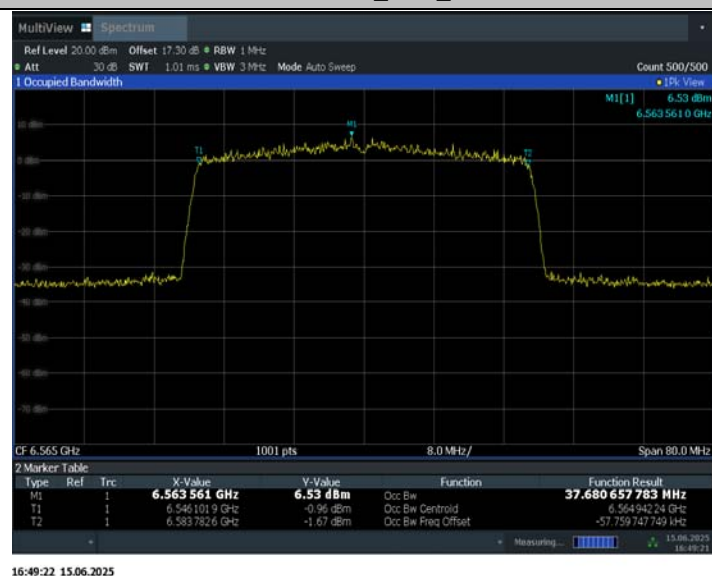 MultiView Spectrum
Ref Level 20.00 dBm Offset 17.30 dB RBW 1 MHz
Att 30 dB SWT 1.01 ms VBW 3 MHz Mode Auto Sweep Count 500/500
1 Occupied Bandwidth 1Pk View
M1[1] 6.53 dBm
6.563 561 0 GHz
M1
10 dBm
T1
T2
0 dBm
-10 dBm
-20 dBm
-30 dBm
-40 dBm
-50 dBm
-60 dBm
-70 dBm
CF 6.565 GHz 1001 pts 8.0 MHz/ Span 80.0 MHz
2 Marker Table
Type Ref Trc X-Value Y-Value Function Function Result
M1 1 6.563 561 GHz 6.53 dBm Occ Bw 37.680 657 783 MHz
T1 1 6.546 101 9 GHz -0.96 dBm Occ Bw Centroid 6.564 942 24 GHz
T2 1 6.583 782 6 GHz -1.67 dBm Occ Bw Freq Offset -57.759 747 749 kHz
Measuring... 15.06.2025
16:49:21
16:49:22 15.06.2025